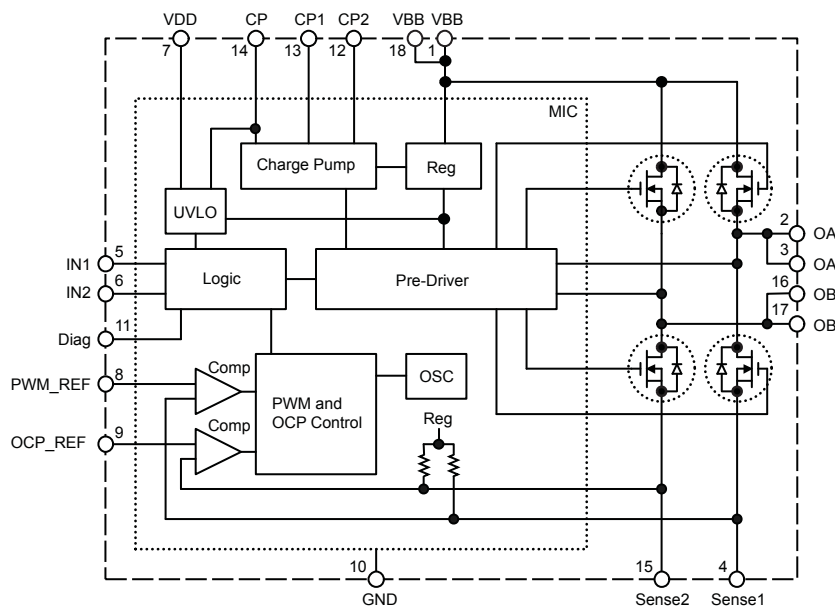 VDD CP CP1 CP2 VBB VBB
7 14 13 12 18 1
MIC
Charge Pump
Reg
UVLO
2
OA
5
IN1
3
OA
Logic
Pre-Driver
6
IN2
16
OB
17
OB
11
Diag
8
PWM_REF
Comp
OSC
PWM and
OCP Control
Reg
9
OCP_REF
Comp
10
GND
15
Sense2
4
Sense1